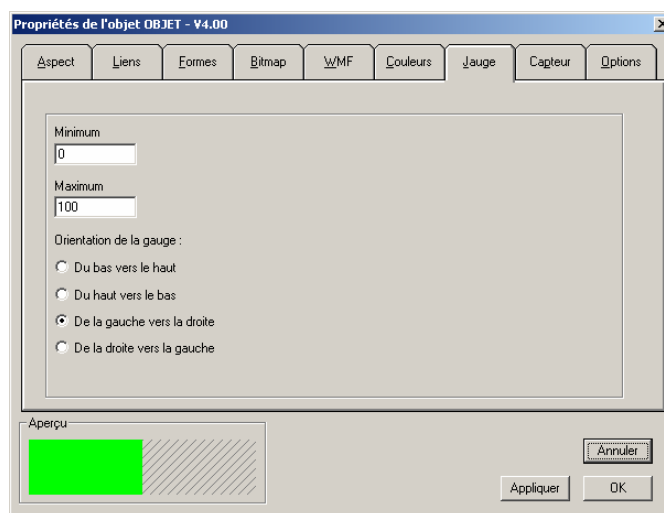 Propriétés de l'objet OBJET - V4.00
Aspect Liens Formes Bitmap WMF Couleurs Jauge Capteur Options
Minimum
0
Maximum
100
Orientation de la gauge :
Du bas vers le haut
Du haut vers le bas
De la gauche vers la droite
De la droite vers la gauche
Aperçu
Annuler
Appliquer OK